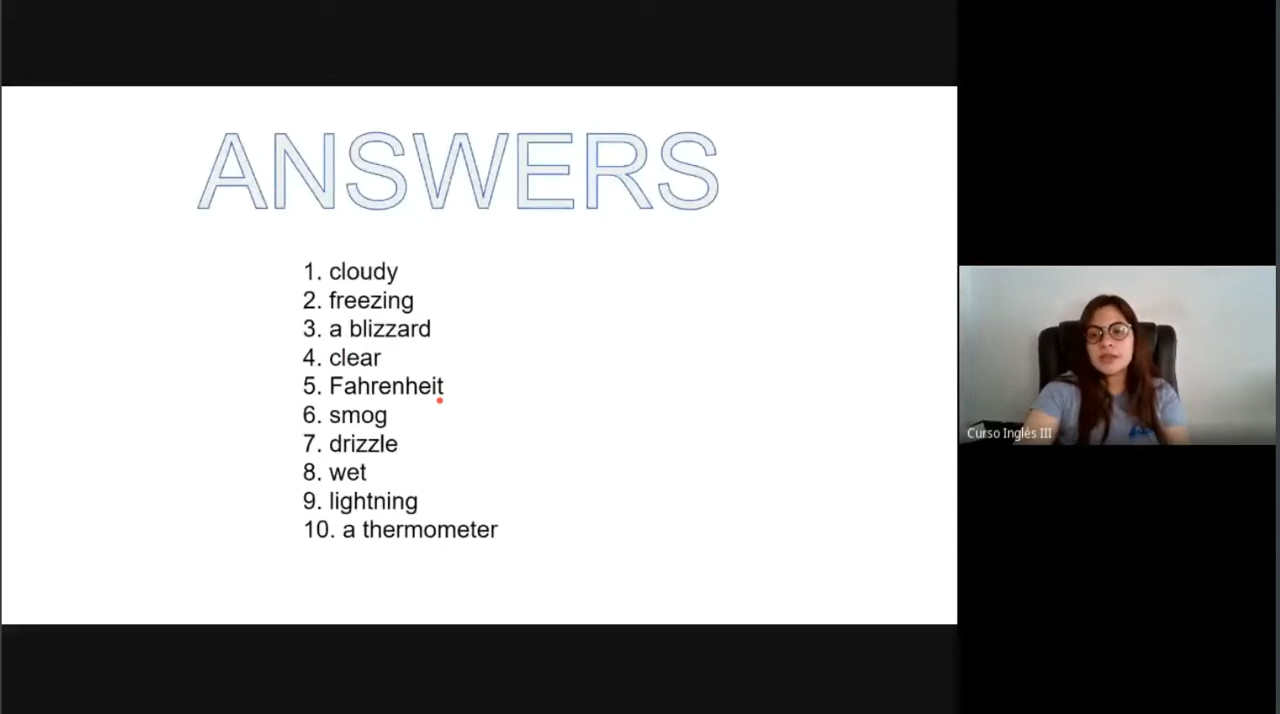 ANSWERS
1. cloudy
2. freezing
3. a blizzard
4. clear
5. Fahrenheit
6. smog
7. drizzle
8. wet
9. lightning
10. a thermometer
Curso Inglés III